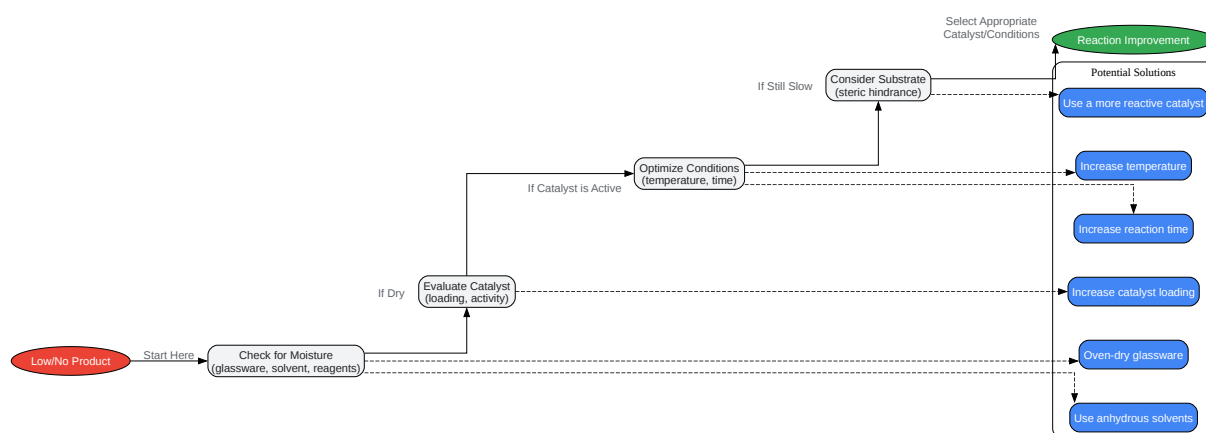 Select Appropriate
Catalyst/Conditions
Reaction Improvement
Potential Solutions
Consider Substrate
(steric hindrance)
If Still Slow
Use a more reactive catalyst
Optimize Conditions
(temperature, time)
If Catalyst is Active
Increase temperature
Increase reaction time
Evaluate Catalyst
(loading, activity)
If Dry
Increase catalyst loading
Low/No Product
Start Here
Check for Moisture
(glassware, solvent, reagents)
Oven-dry glassware
Use anhydrous solvents